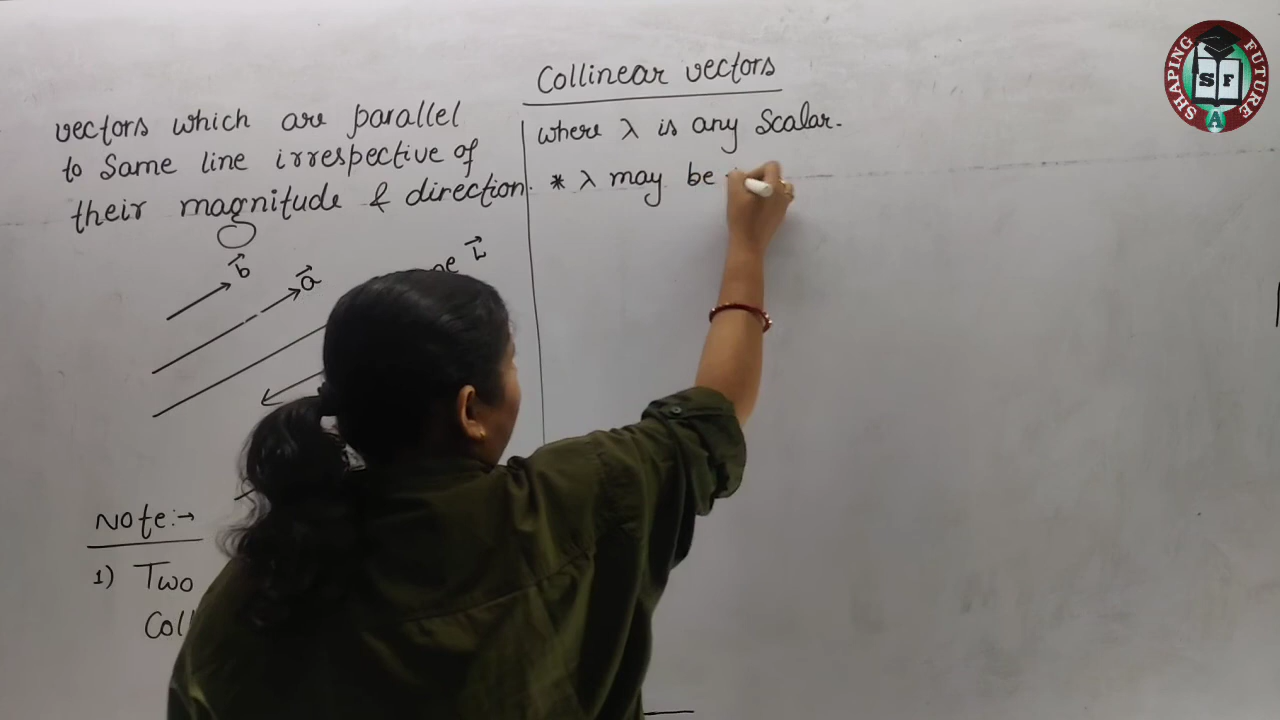 Collinear vectors
vectors which are parallel
to Same line irrespective of
their magnitude & direction.
b
a
L
Note:→
1) Two
where λ is any Scalar.
* λ may be
SHAPING FUTURE
S F
A